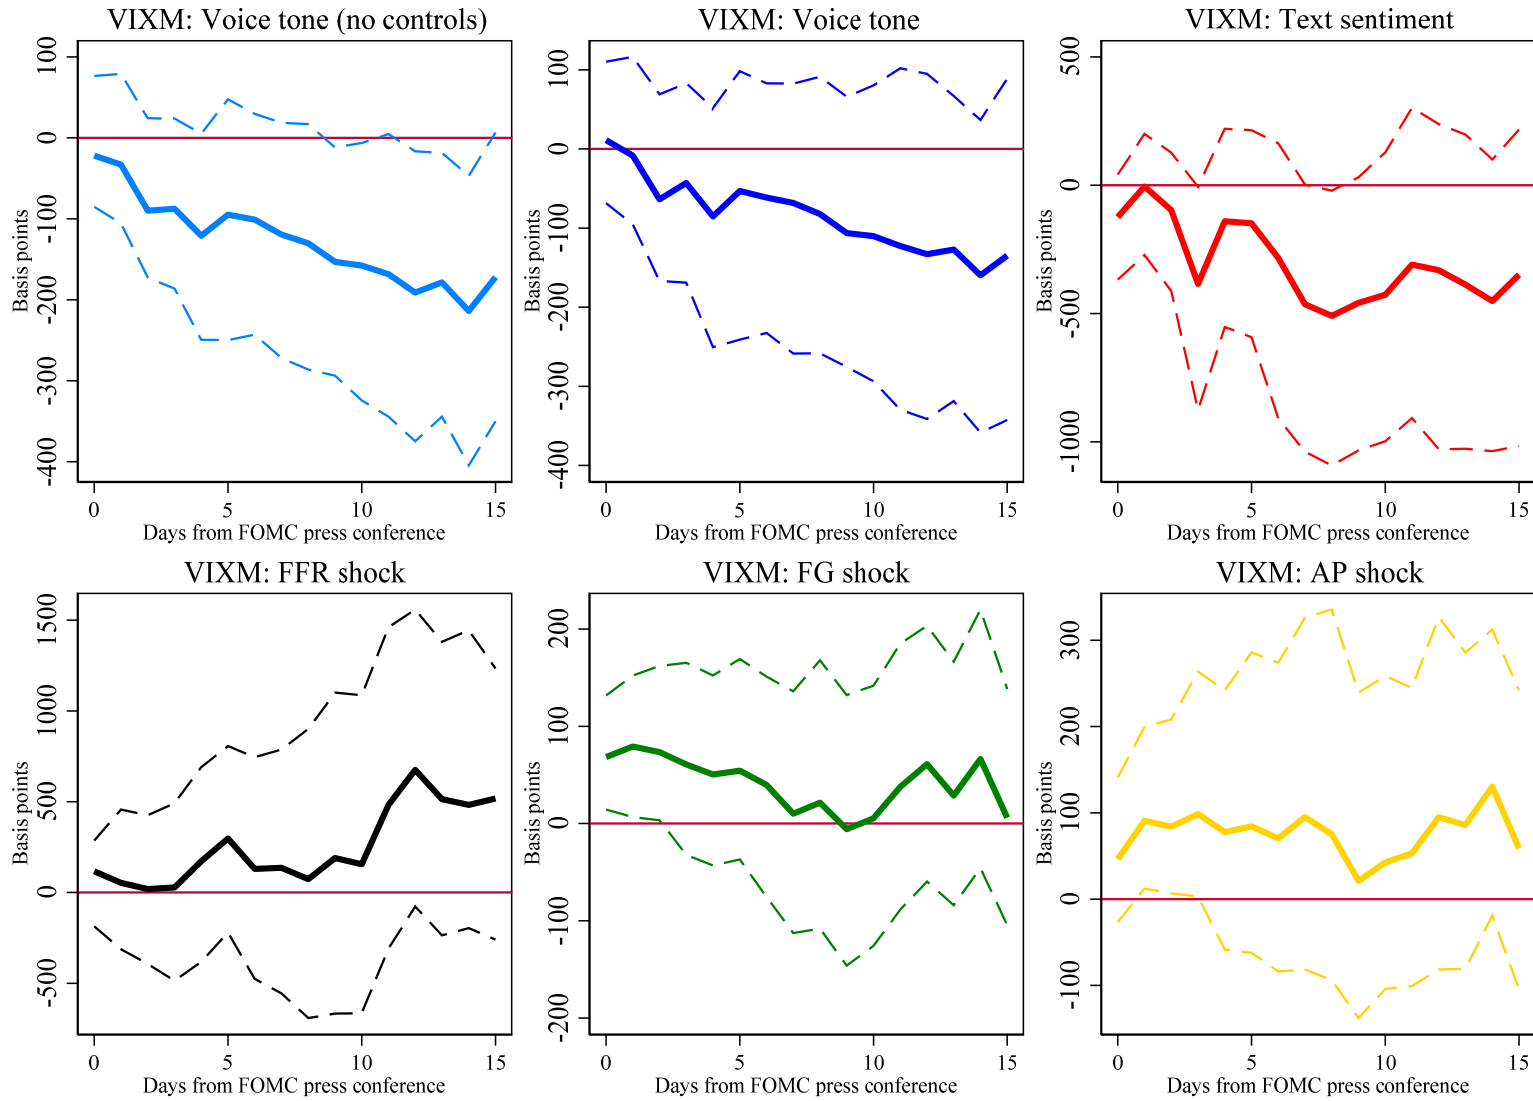 VIXM: Voice tone (no controls)
Basis points
100
0
-100
-200
-300
-400
0 5 10 15
Days from FOMC press conference
VIXM: Voice tone
Basis points
100
0
-100
-200
-300
-400
0 5 10 15
Days from FOMC press conference
VIXM: Text sentiment
Basis points
500
0
-500
-1000
0 5 10 15
Days from FOMC press conference
VIXM: FFR shock
Basis points
1500
1000
500
0
-500
0 5 10 15
Days from FOMC press conference
VIXM: FG shock
Basis points
200
100
0
-100
-200
0 5 10 15
Days from FOMC press conference
VIXM: AP shock
Basis points
300
200
100
0
-100
0 5 10 15
Days from FOMC press conference